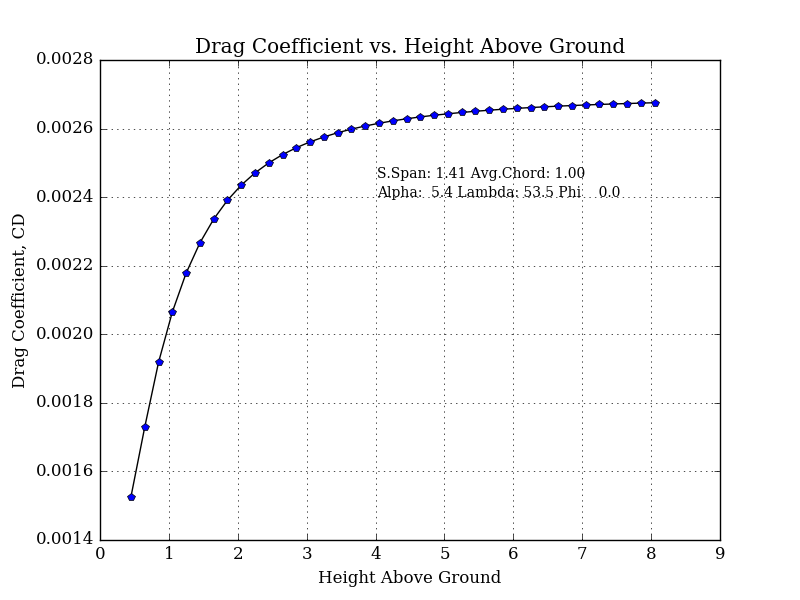 Drag Coefficient vs. Height Above Ground
0.0028
0.0026
0.0024
0.0022
0.0020
0.0018
0.0016
0.0014
Drag Coefficient, CD
S.Span: 1.41 Avg.Chord: 1.00
Alpha:  5.4 Lambda: 53.5 Phi    0.0
0 1 2 3 4 5 6 7 8 9
Height Above Ground